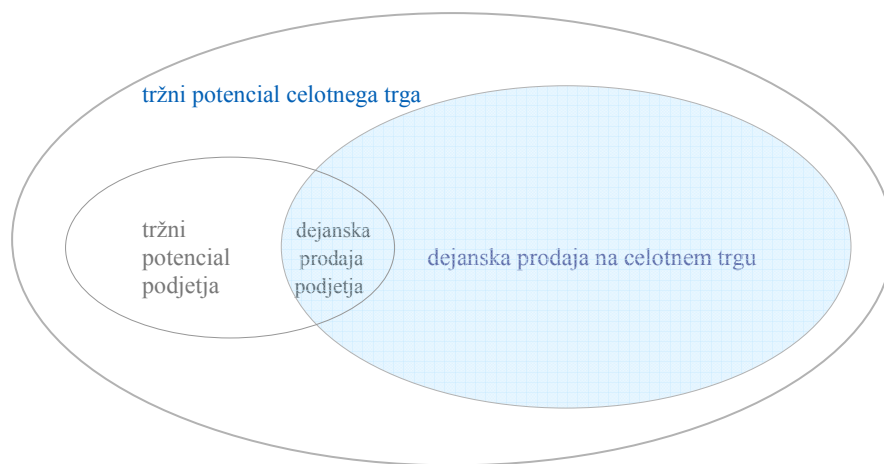 tržni potencial celotnega trga
tržni
potencial
podjetja
dejanska
prodaja
podjetja
dejanska prodaja na celotnem trgu